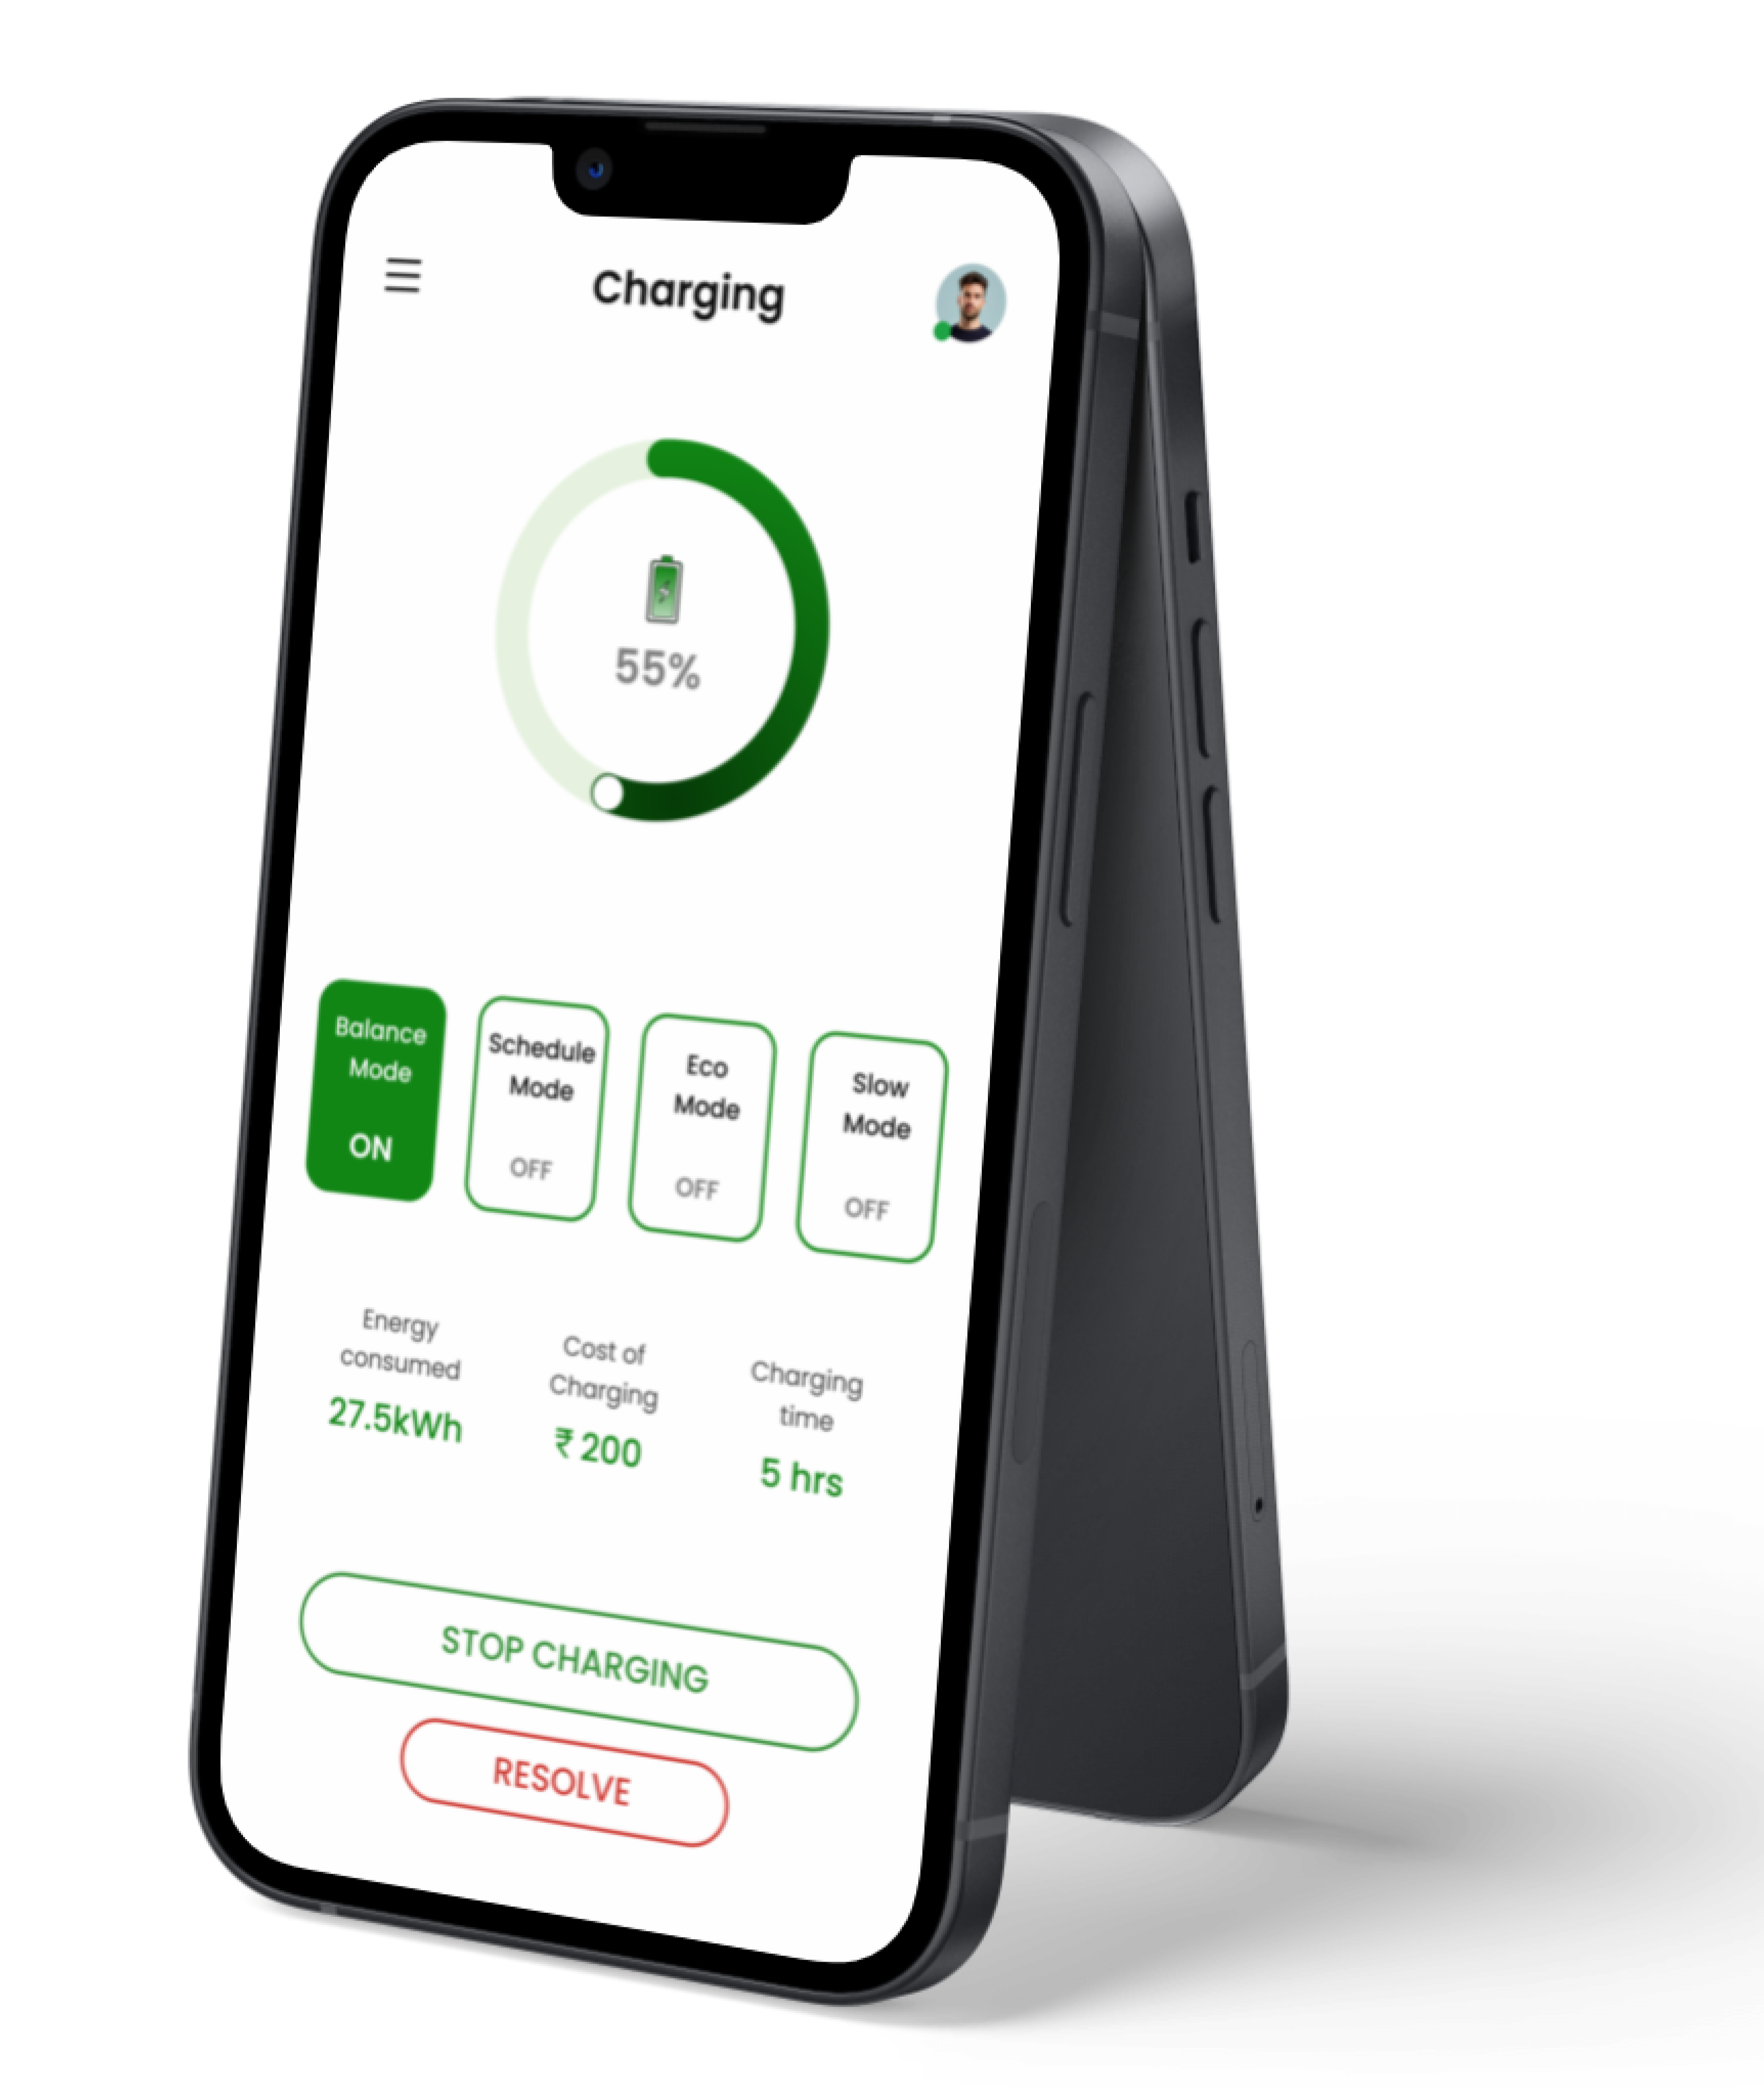 Charging
55%
Balance
Mode
ON
Schedule
Mode
OFF
Eco
Mode
OFF
Slow
Mode
OFF
Energy
consumed
27.5kWh
Cost of
Charging
₹ 200
Charging
time
5 hrs
STOP CHARGING
RESOLVE